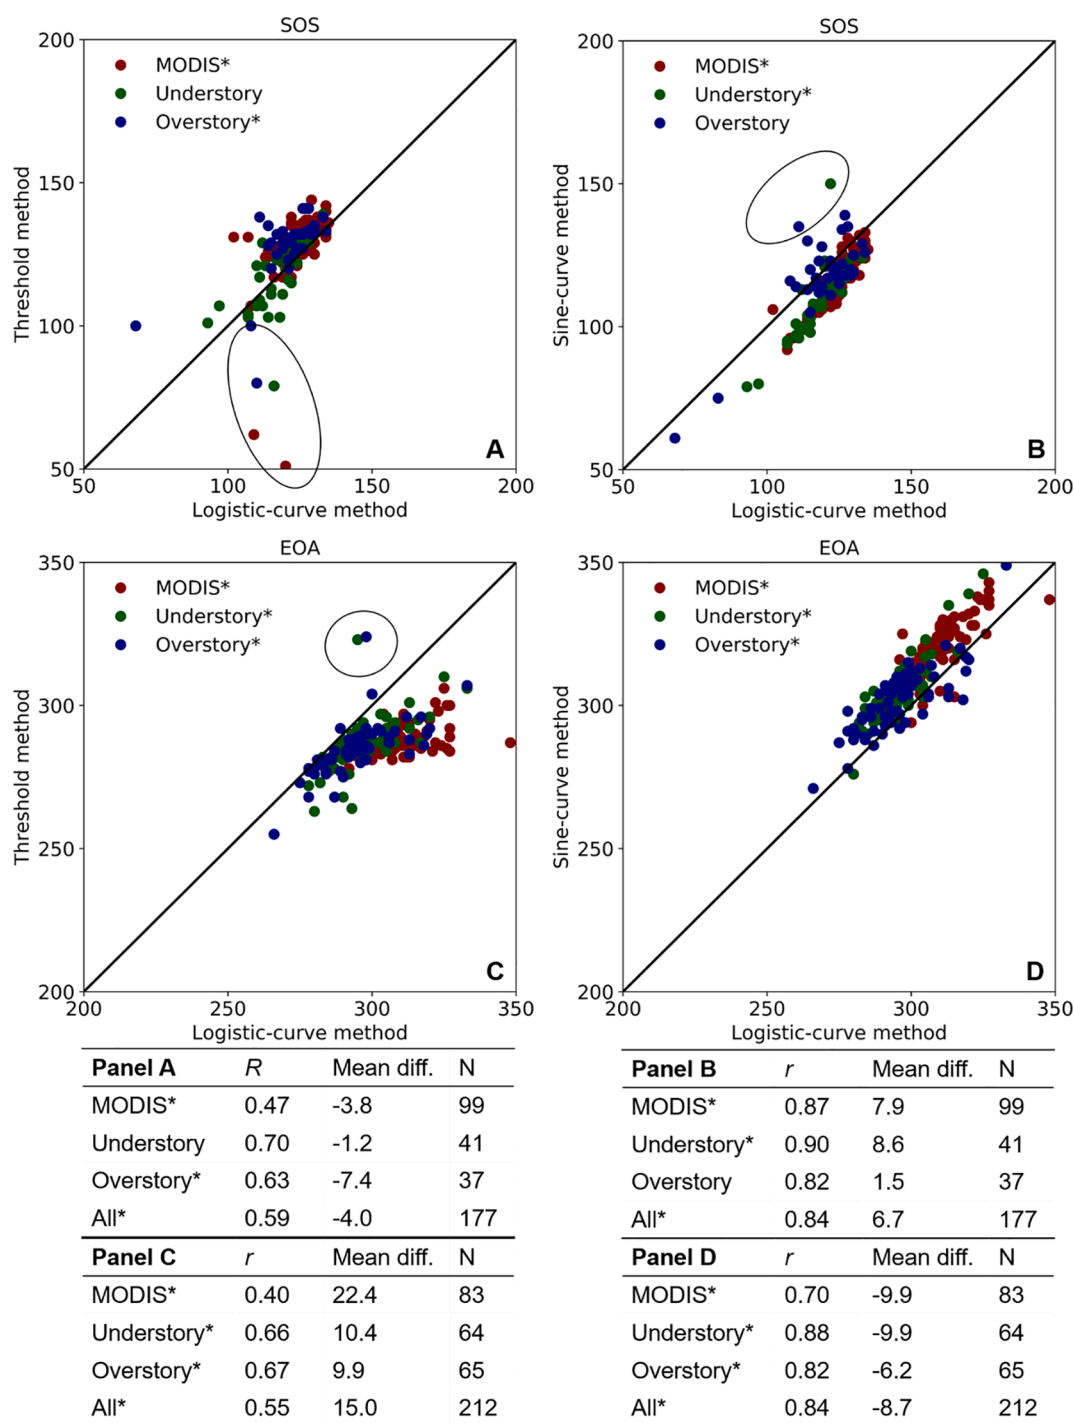 SOS
200
150
100
50
50
100
150
200
Threshold method
Logistic-curve method
MODIS*
Understory
Overstory*
A
SOS
200
150
100
50
50
100
150
200
Sine-curve method
Logistic-curve method
MODIS*
Understory*
Overstory
B
EOA
350
300
250
200
200
250
300
350
Threshold method
Logistic-curve method
MODIS*
Understory*
Overstory*
C
EOA
350
300
250
200
200
250
300
350
Sine-curve method
Logistic-curve method
MODIS*
Understory*
Overstory*
D
Panel A R Mean diff. N
MODIS* 0.47 -3.8 99
Understory 0.70 -1.2 41
Overstory* 0.63 -7.4 37
All* 0.59 -4.0 177
Panel B r Mean diff. N
MODIS* 0.87 7.9 99
Understory* 0.90 8.6 41
Overstory 0.82 1.5 37
All* 0.84 6.7 177
Panel C r Mean diff. N
MODIS* 0.40 22.4 83
Understory* 0.66 10.4 64
Overstory* 0.67 9.9 65
All* 0.55 15.0 212
Panel D r Mean diff. N
MODIS* 0.70 -9.9 83
Understory* 0.88 -9.9 64
Overstory* 0.82 -6.2 65
All* 0.84 -8.7 212